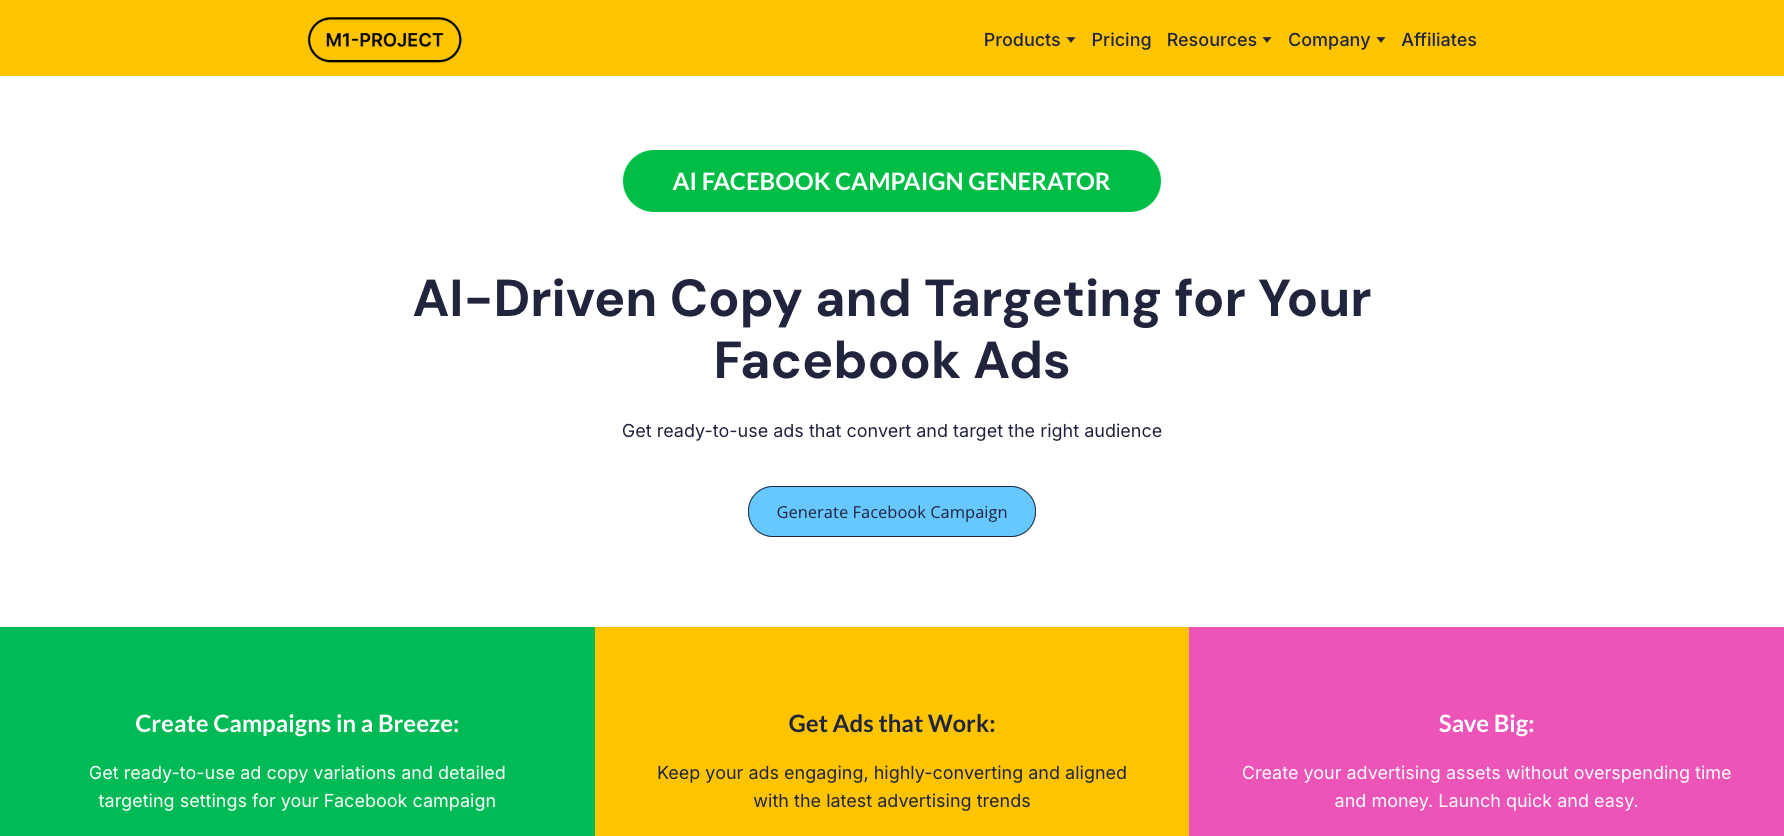 M1-PROJECT
Products Pricing Resources Company Affiliates
AI FACEBOOK CAMPAIGN GENERATOR
AI-Driven Copy and Targeting for Your
Facebook Ads
Get ready-to-use ads that convert and target the right audience
Generate Facebook Campaign
Create Campaigns in a Breeze:
Get ready-to-use ad copy variations and detailed
targeting settings for your Facebook campaign
Get Ads that Work:
Keep your ads engaging, highly-converting and aligned
with the latest advertising trends
Save Big:
Create your advertising assets without overspending time
and money. Launch quick and easy.